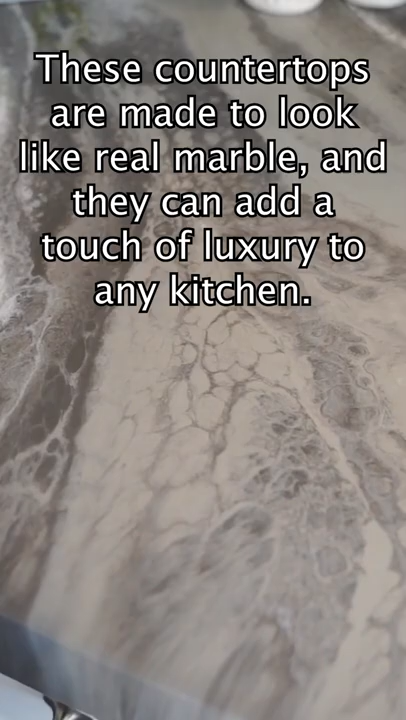 These countertops
are made to look
like real marble, and
they can add a
touch of luxury to
any kitchen.